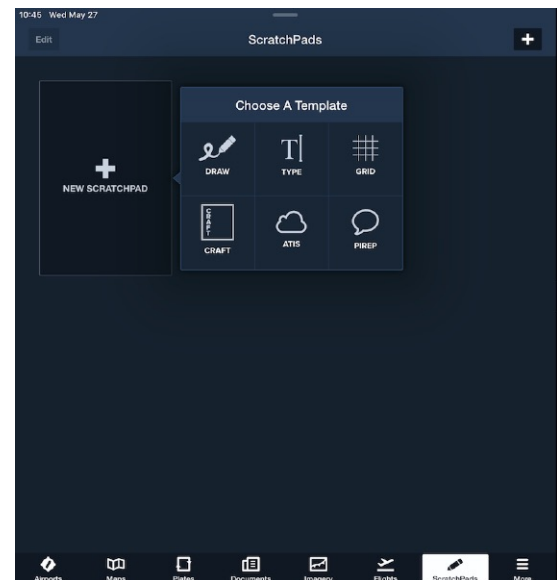 10:45 Wed May 27
Edit
ScratchPads
Choose A Template
DRAW
TYPE
GRID
NEW SCRATCHPAD
CRAFT
CRAFT
ATIS
PIREP
Airports
Maps
Plates
Documents
Imagery
Flights
ScratchPads
More